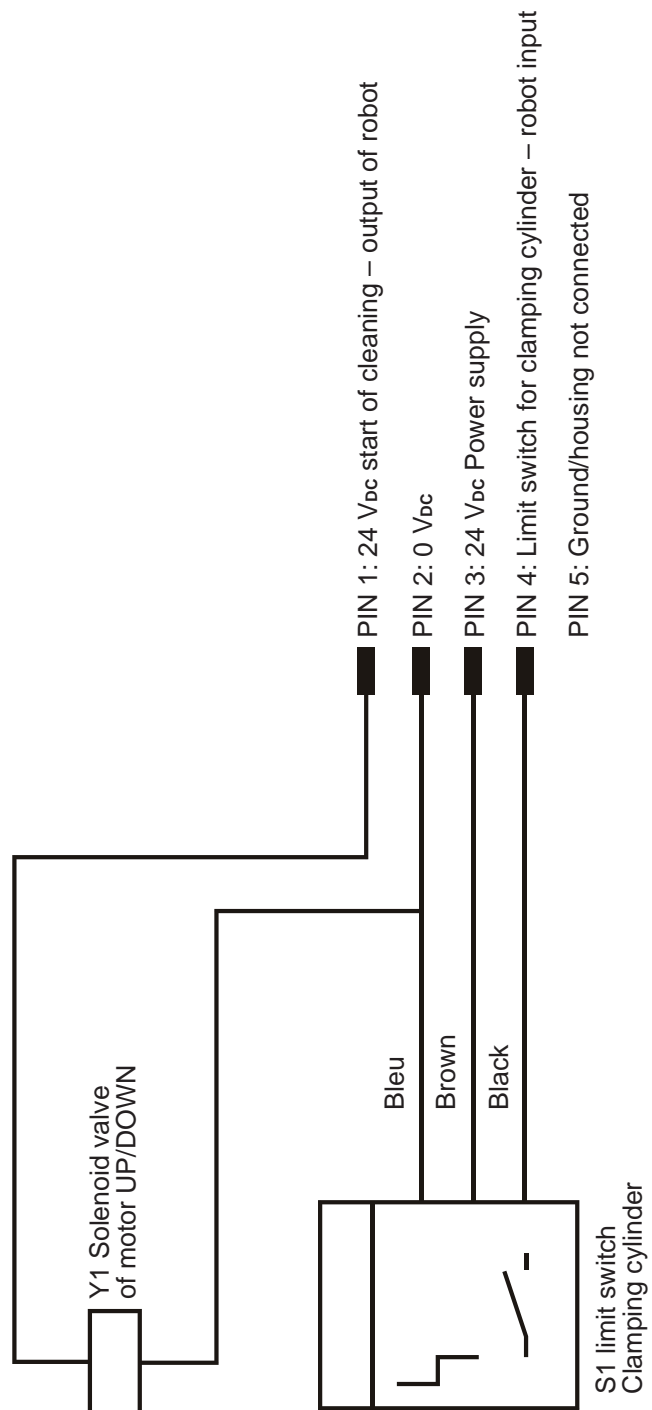 Y1 Solenoid valve
of motor UP/DOWN
PIN 1: 24 VDC start of cleaning – output of robot
PIN 2: 0 VDC
PIN 3: 24 VDC Power supply
PIN 4: Limit switch for clamping cylinder – robot input
PIN 5: Ground/housing not connected
Bleu
Brown
Black
S1 limit switch
Clamping cylinder